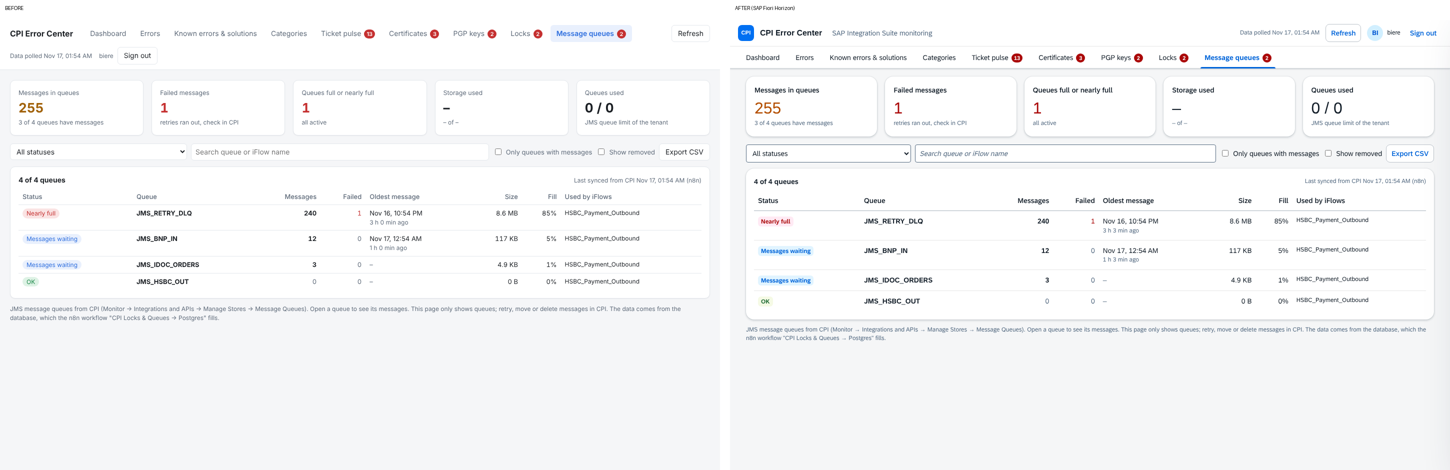 BEFORE
CPI Error Center Dashboard Errors Known errors & solutions Categories Ticket pulse 13 Certificates 3 PGP keys 2 Locks 2 Message queues 2 Refresh
Data polled Nov 17, 01:54 AM biere Sign out
Messages in queues Failed messages Queues full or nearly full Storage used Queues used
255 1 1 – 0 / 0
3 of 4 queues have messages retries ran out, check in CPI all active – of – JMS queue limit of the tenant
All statuses Search queue or iFlow name Only queues with messages Show removed Export CSV
4 of 4 queues Last synced from CPI Nov 17, 01:54 AM (n8n)
Status Queue Messages Failed Oldest message Size Fill Used by iFlows
Nearly full JMS_RETRY_DLQ 240 1 Nov 16, 10:54 PM 8.6 MB 85% HSBC_Payment_Outbound
3 h 0 min ago
Messages waiting JMS_BNP_IN 12 0 Nov 17, 12:54 AM 117 KB 5% HSBC_Payment_Outbound
1 h 0 min ago
Messages waiting JMS_IDOC_ORDERS 3 0 – 4.9 KB 1% HSBC_Payment_Outbound
OK JMS_HSBC_OUT 0 0 – 0 B 0% HSBC_Payment_Outbound
JMS message queues from CPI (Monitor → Integrations and APIs → Manage Stores → Message Queues). Open a queue to see its messages. This page only shows queues; retry, move or delete messages in CPI. The data comes from the
database, which the n8n workflow "CPI Locks & Queues → Postgres" fills.
AFTER (SAP Fiori Horizon)
CPI CPI Error Center SAP Integration Suite monitoring Data polled Nov 17, 01:54 AM Refresh BI biere Sign out
Dashboard Errors Known errors & solutions Categories Ticket pulse 13 Certificates 3 PGP keys 2 Locks 2 Message queues 2
Messages in queues Failed messages Queues full or nearly full Storage used Queues used
255 1 1 – 0 / 0
3 of 4 queues have messages retries ran out, check in CPI all active – of – JMS queue limit of the tenant
All statuses Search queue or iFlow name Only queues with messages Show removed Export CSV
4 of 4 queues Last synced from CPI Nov 17, 01:54 AM (n8n)
Status Queue Messages Failed Oldest message Size Fill Used by iFlows
Nearly full JMS_RETRY_DLQ 240 1 Nov 16, 10:54 PM 8.6 MB 85% HSBC_Payment_Outbound
3 h 3 min ago
Messages waiting JMS_BNP_IN 12 0 Nov 17, 12:54 AM 117 KB 5% HSBC_Payment_Outbound
1 h 3 min ago
Messages waiting JMS_IDOC_ORDERS 3 0 – 4.9 KB 1% HSBC_Payment_Outbound
OK JMS_HSBC_OUT 0 0 – 0 B 0% HSBC_Payment_Outbound
JMS message queues from CPI (Monitor → Integrations and APIs → Manage Stores → Message Queues). Open a queue to see its messages. This page only shows queues; retry, move or delete messages in CPI. The data comes from the database, which the
n8n workflow "CPI Locks & Queues → Postgres" fills.